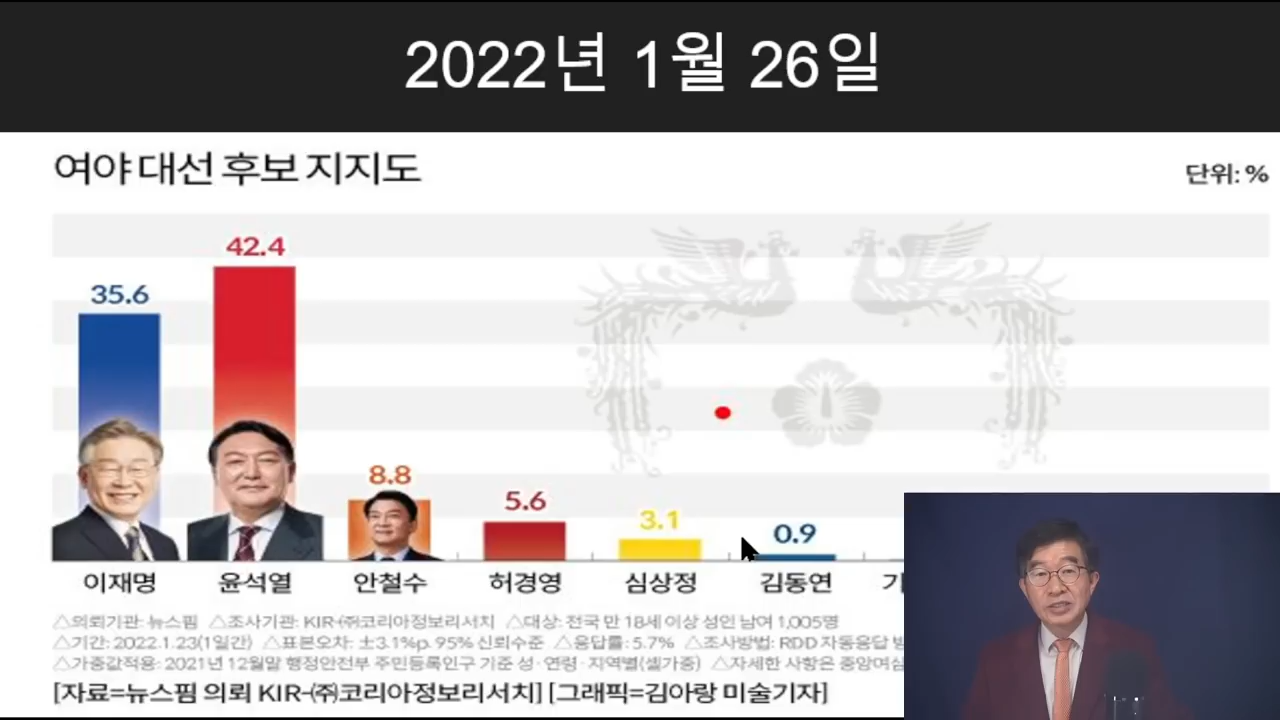 2022년 1월 26일
여야 대선 후보 지지도
단위: %
35.6
42.4
8.8
5.6
3.1
0.9
이재명
윤석열
안철수
허경영
심상정
김동연
△의뢰기관: 뉴스핌 △조사기관: KIR-㈜코리아정보리서치 △대상: 전국 만 18세 이상 성인 남여 1,005명
△기간: 2022.1.23(1일간) △표본오차: ±3.1%p. 95% 신뢰수준 △응답률: 5.7% △조사방법: RDD 자동응답
△가중값적용: 2021년 12월말 행정안전부 주민등록인구 기준 성·연령·지역별(셀가중) △자세한 사항은
[자료=뉴스핌 의뢰 KIR-㈜코리아정보리서치] [그래픽=김아랑 미술기자]